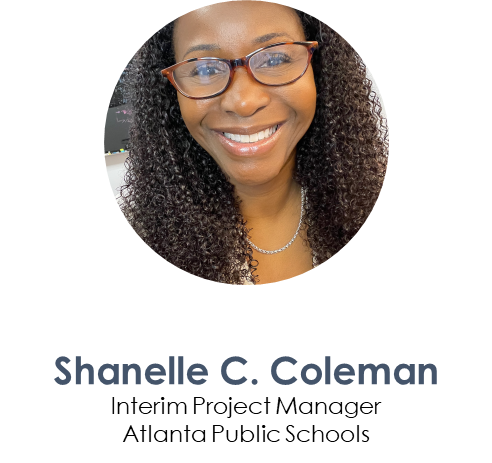 Shanelle C. Coleman
Interim Project Manager
Atlanta Public Schools